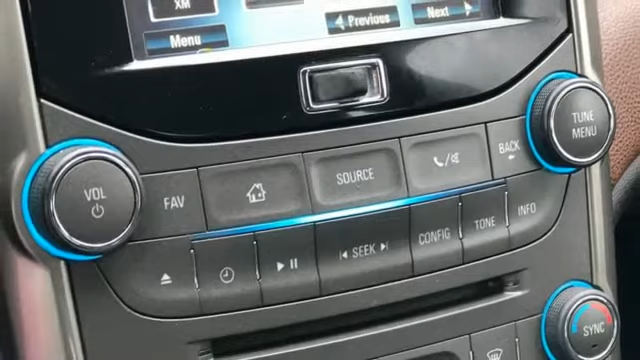 XM
Menu
Previous
Next
VOL
FAV
SOURCE
BACK
TUNE
MENU
SEEK
CONFIG
TONE
INFO
SYNC